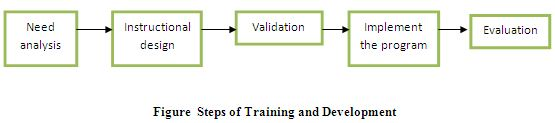 Need
analysis
Instructional
design
Validation
Implement
the program
Evaluation
Figure Steps of Training and Development